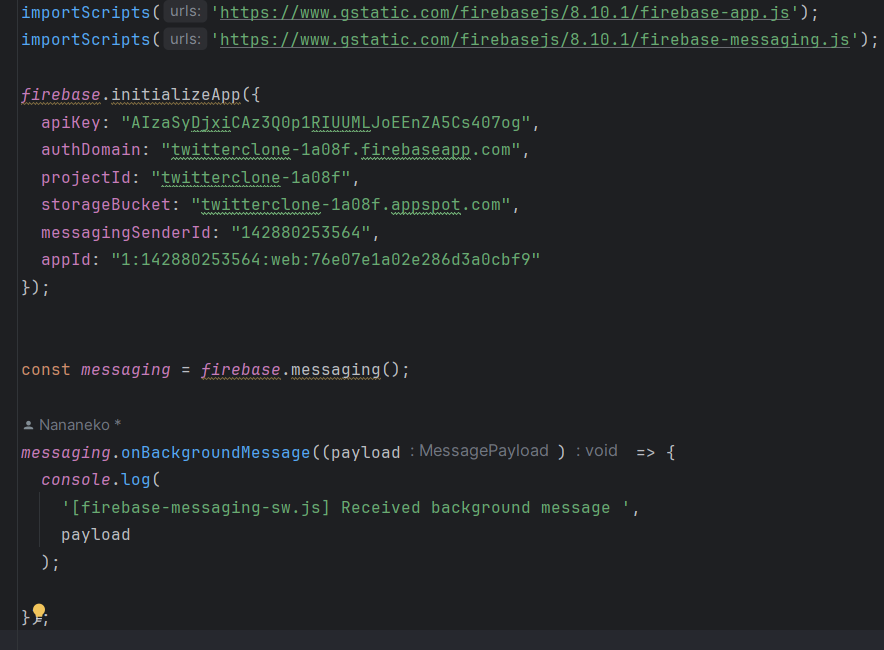 importScripts( urls: 'https://www.gstatic.com/firebasejs/8.10.1/firebase-app.js');
importScripts( urls: 'https://www.gstatic.com/firebasejs/8.10.1/firebase-messaging.js');
firebase.initializeApp({
apiKey: "AIzaSyDjxiCAz3Q0p1RIUUMLJoEEnZA5Cs407og",
authDomain: "twitterclone-1a08f.firebaseapp.com",
projectId: "twitterclone-1a08f",
storageBucket: "twitterclone-1a08f.appspot.com",
messagingSenderId: "142880253564",
appId: "1:142880253564:web:76e07e1a02e286d3a0cbf9"
});
const messaging = firebase.messaging();
Nananeko *
messaging.onBackgroundMessage((payload : MessagePayload ) : void => {
console.log(
'[firebase-messaging-sw.js] Received background message ',
payload
);
});